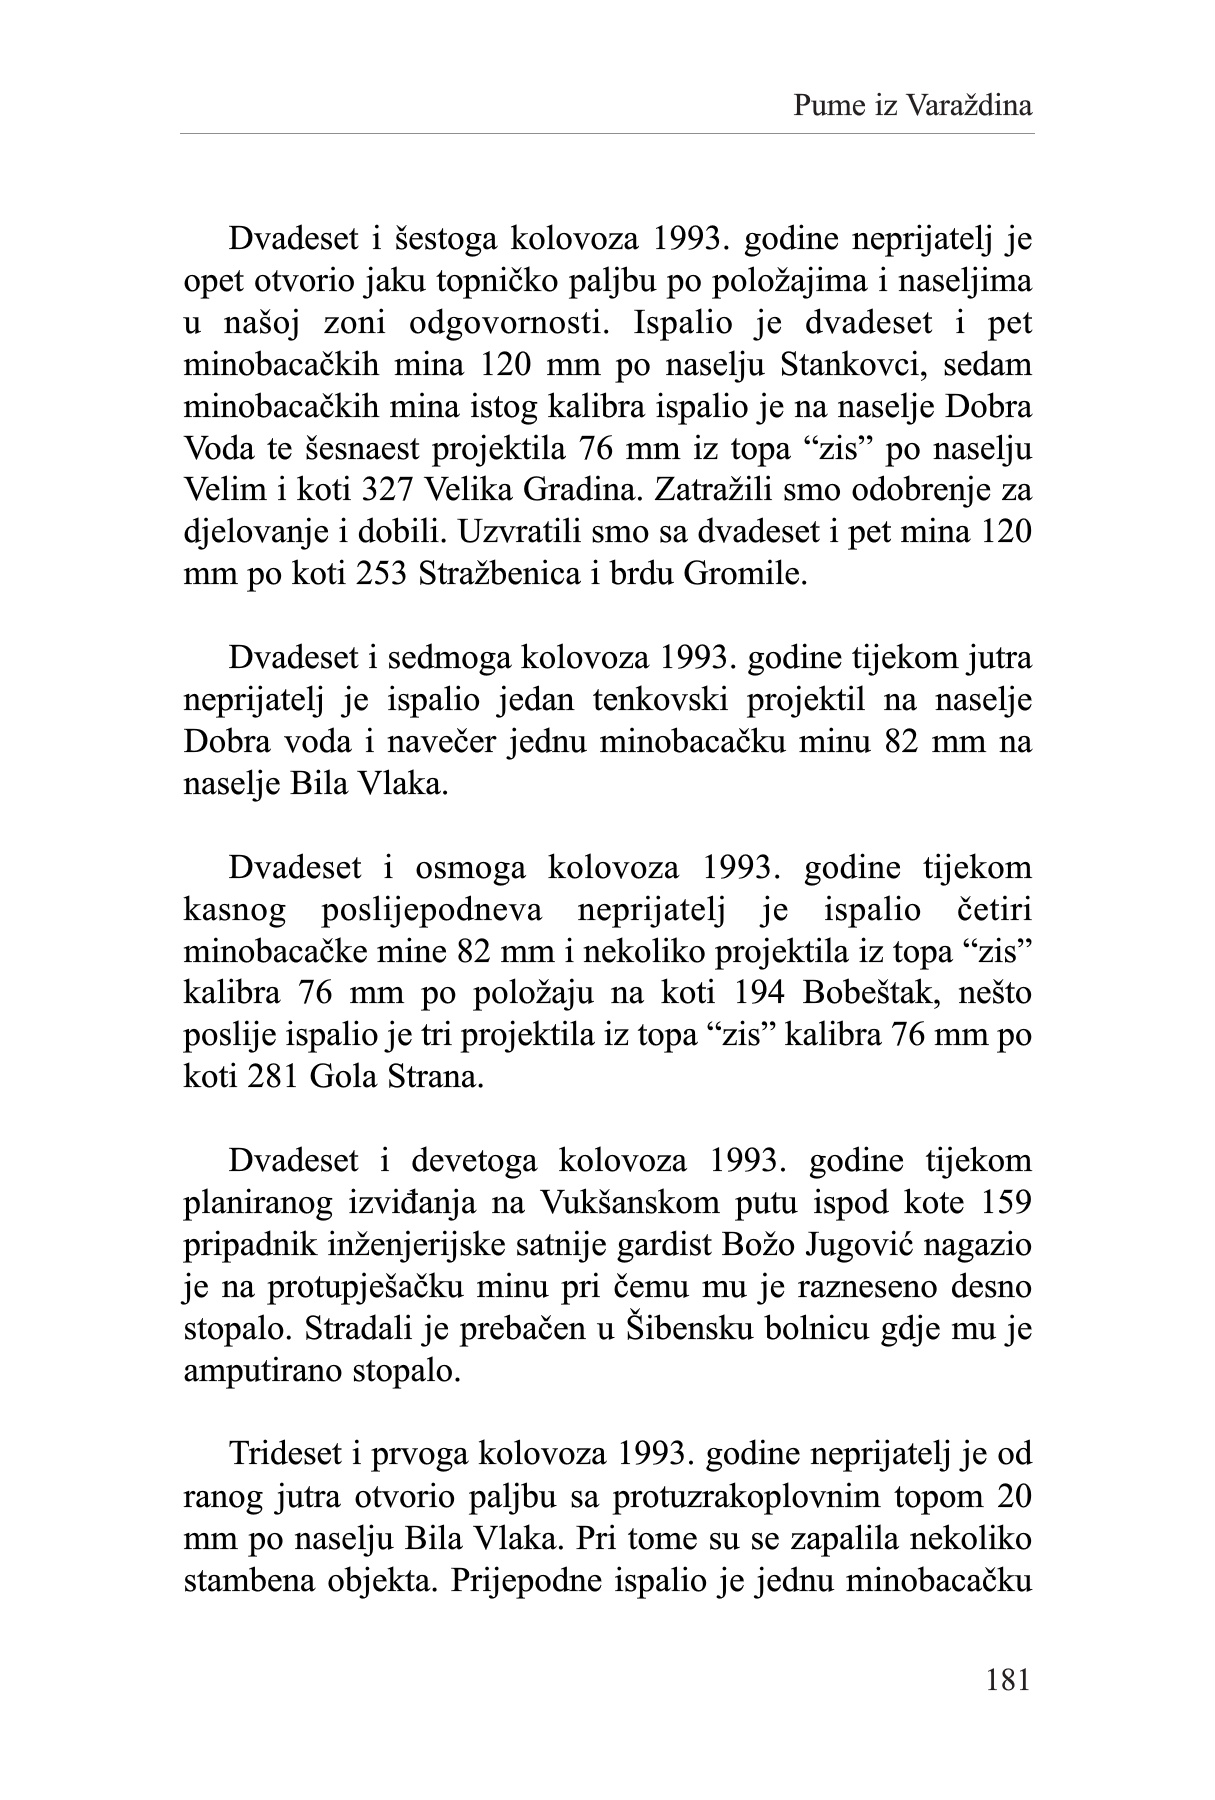 Pume iz Varaždina
Dvadeset i šestoga kolovoza 1993. godine neprijatelj je
opet otvorio jaku topničko paljbu po položajima i naseljima
u našoj zoni odgovornosti. Ispalio je dvadeset i pet
minobacačkih mina 120 mm po naselju Stankovci, sedam
minobacačkih mina istog kalibra ispalio je na naselje Dobra
Voda te šesnaest projektila 76 mm iz topa “zis” po naselju
Velim i koti 327 Velika Gradina. Zatražili smo odobrenje za
djelovanje i dobili. Uzvratili smo sa dvadeset i pet mina 120
mm po koti 253 Stražbenica i brdu Gromile.
Dvadeset i sedmoga kolovoza 1993. godine tijekom jutra
neprijatelj je ispalio jedan tenkovski projektil na naselje
Dobra voda i navečer jednu minobacačku minu 82 mm na
naselje Bila Vlaka.
Dvadeset i osmoga kolovoza 1993. godine tijekom
kasnog poslijepodneva neprijatelj je ispalio četiri
minobacačke mine 82 mm i nekoliko projektila iz topa “zis”
kalibra 76 mm po položaju na koti 194 Bobeštak, nešto
poslije ispalio je tri projektila iz topa “zis” kalibra 76 mm po
koti 281 Gola Strana.
Dvadeset i devetoga kolovoza 1993. godine tijekom
planiranog izviđanja na Vukšanskom putu ispod kote 159
pripadnik inženjerijske satnije gardist Božo Jugović nagazio
je na protupješačku minu pri čemu mu je razneseno desno
stopalo. Stradali je prebačen u Šibensku bolnicu gdje mu je
amputirano stopalo.
Trideset i prvoga kolovoza 1993. godine neprijatelj je od
ranog jutra otvorio paljbu sa protuzrakoplovnim topom 20
mm po naselju Bila Vlaka. Pri tome su se zapalila nekoliko
stambena objekta. Prijepodne ispalio je jednu minobacačku
181